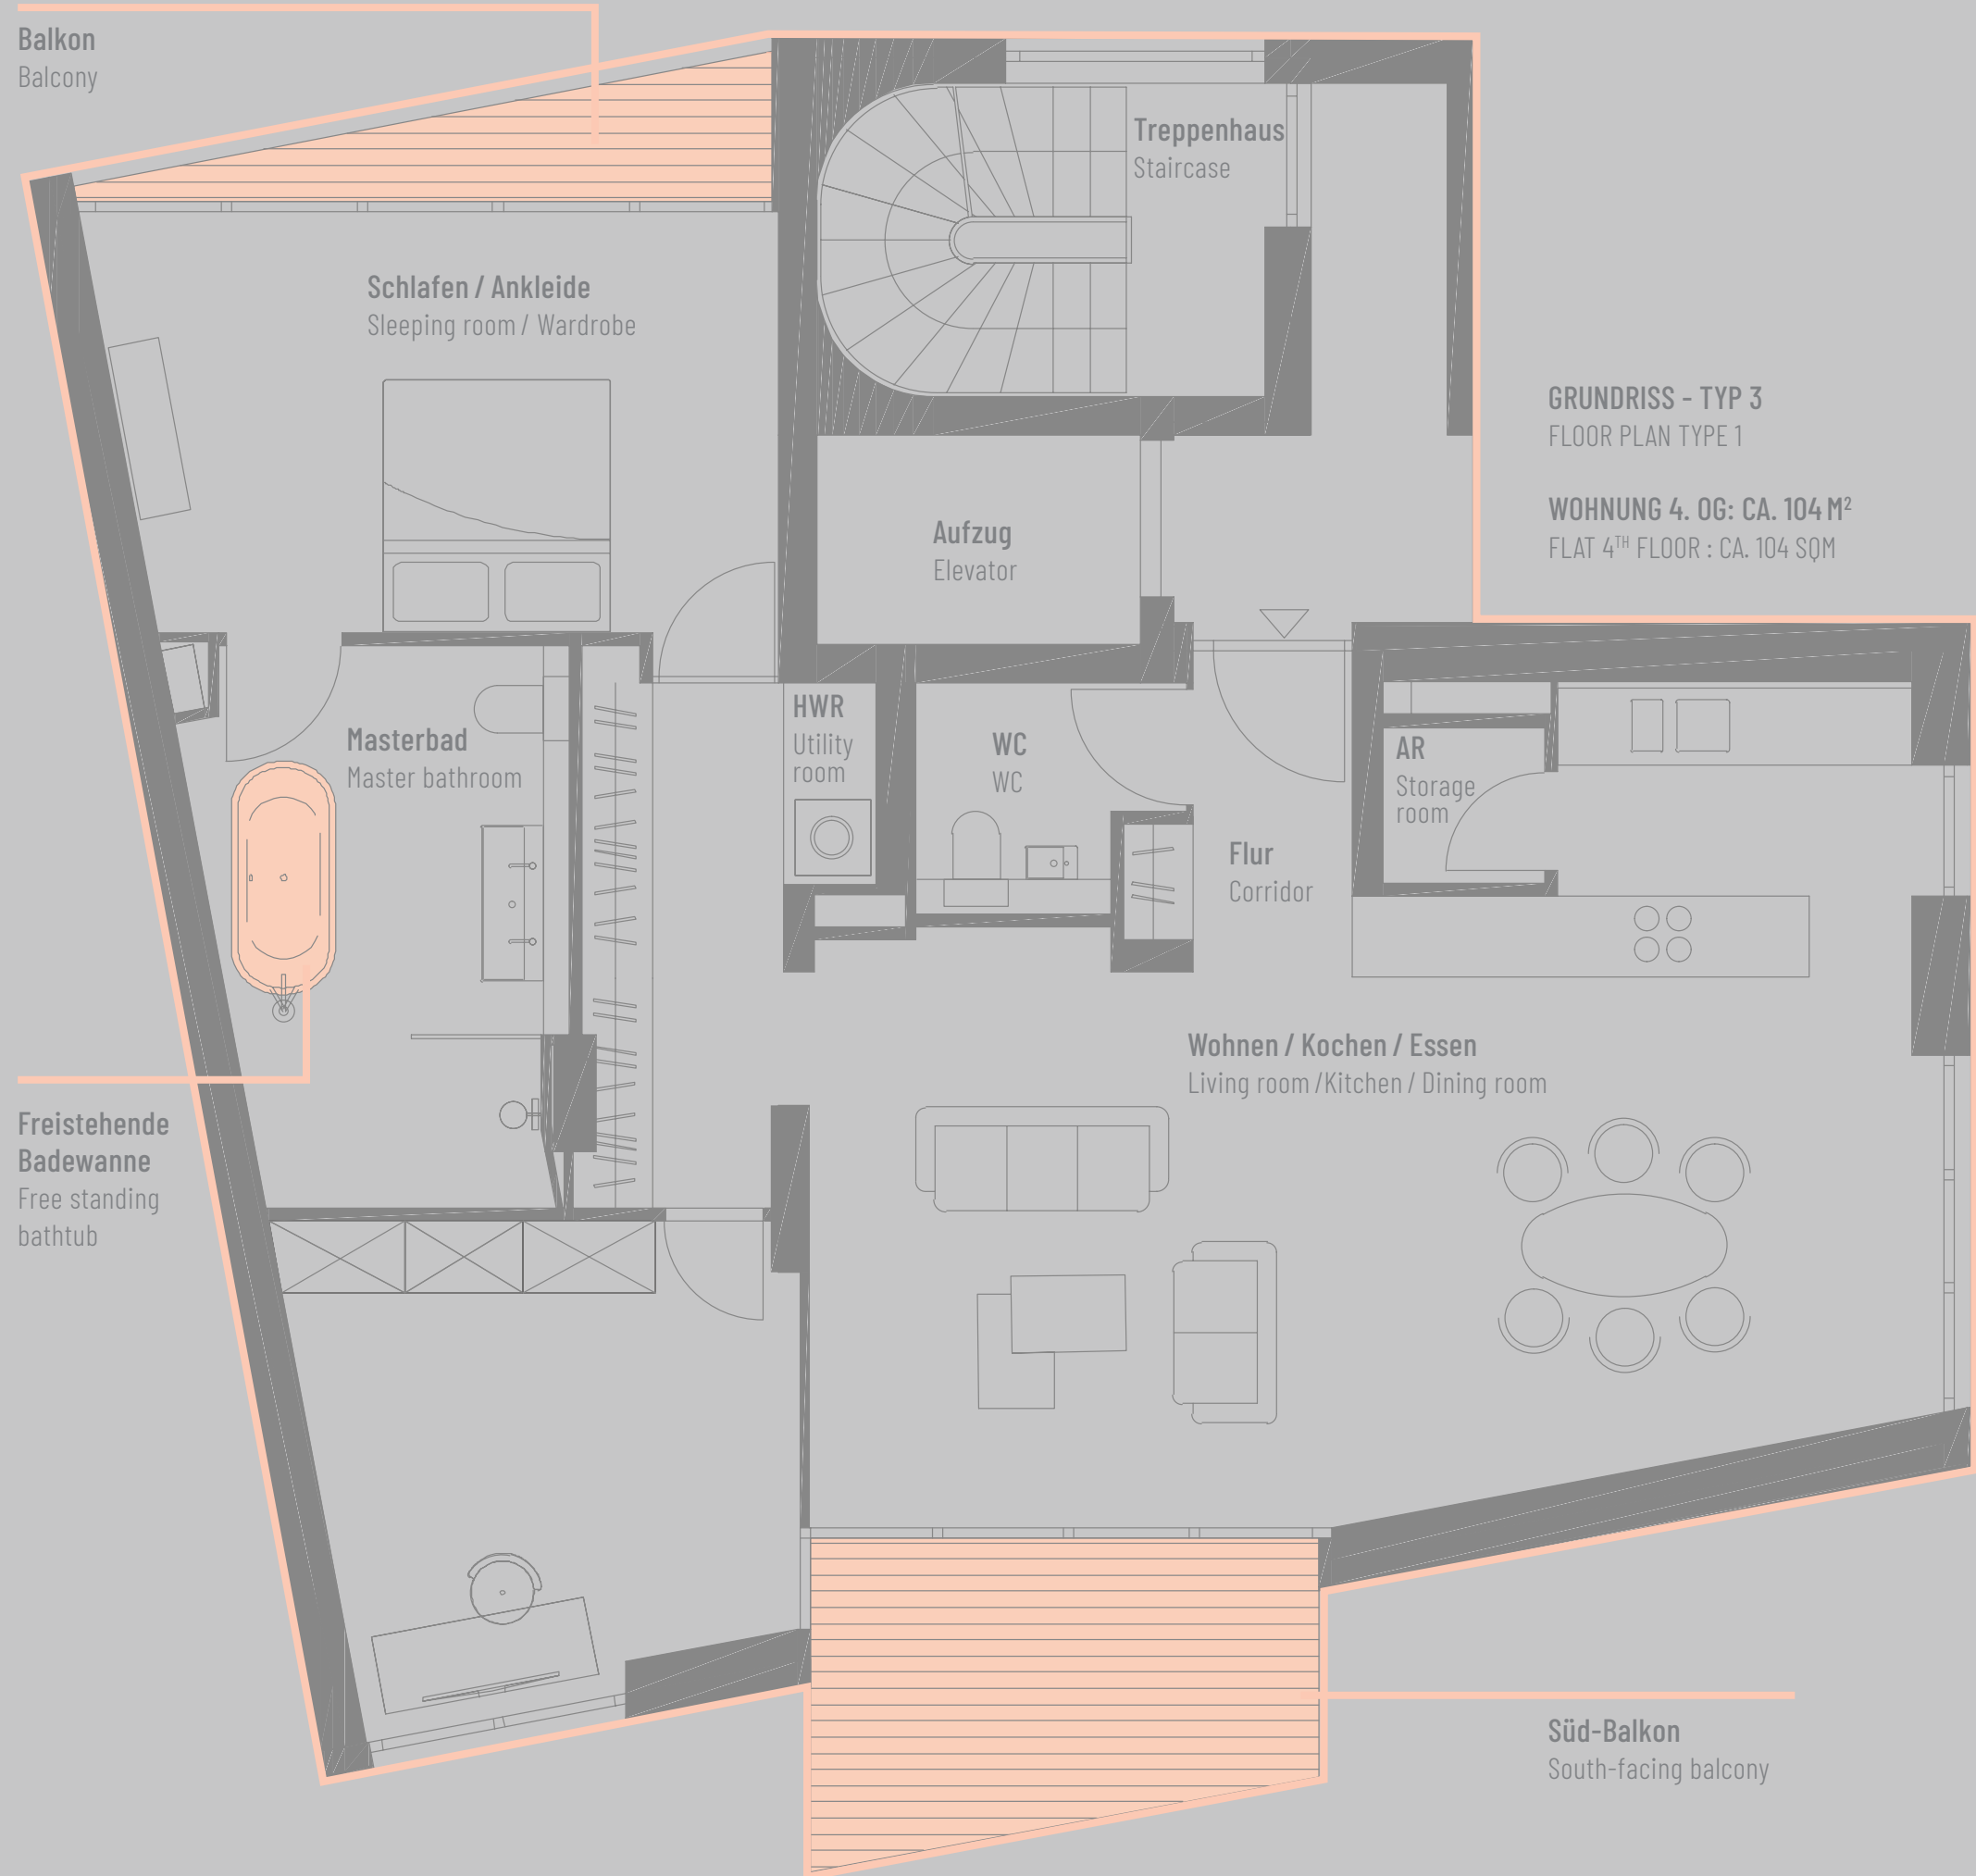 Balkon
Balcony
Treppenhaus
Staircase
Schlafen / Ankleide
Sleeping room / Wardrobe
GRUNDRISS - TYP 3
FLOOR PLAN TYPE 1
WOHNUNG 4. OG: CA. 104 M²
FLAT 4TH FLOOR : CA. 104 SQM
Aufzug
Elevator
Masterbad
Master bathroom
HWR
Utility
room
WC
WC
AR
Storage
room
Flur
Corridor
Wohnen / Kochen / Essen
Living room /Kitchen / Dining room
Freistehende
Badewanne
Free standing
bathtub
Süd-Balkon
South-facing balcony